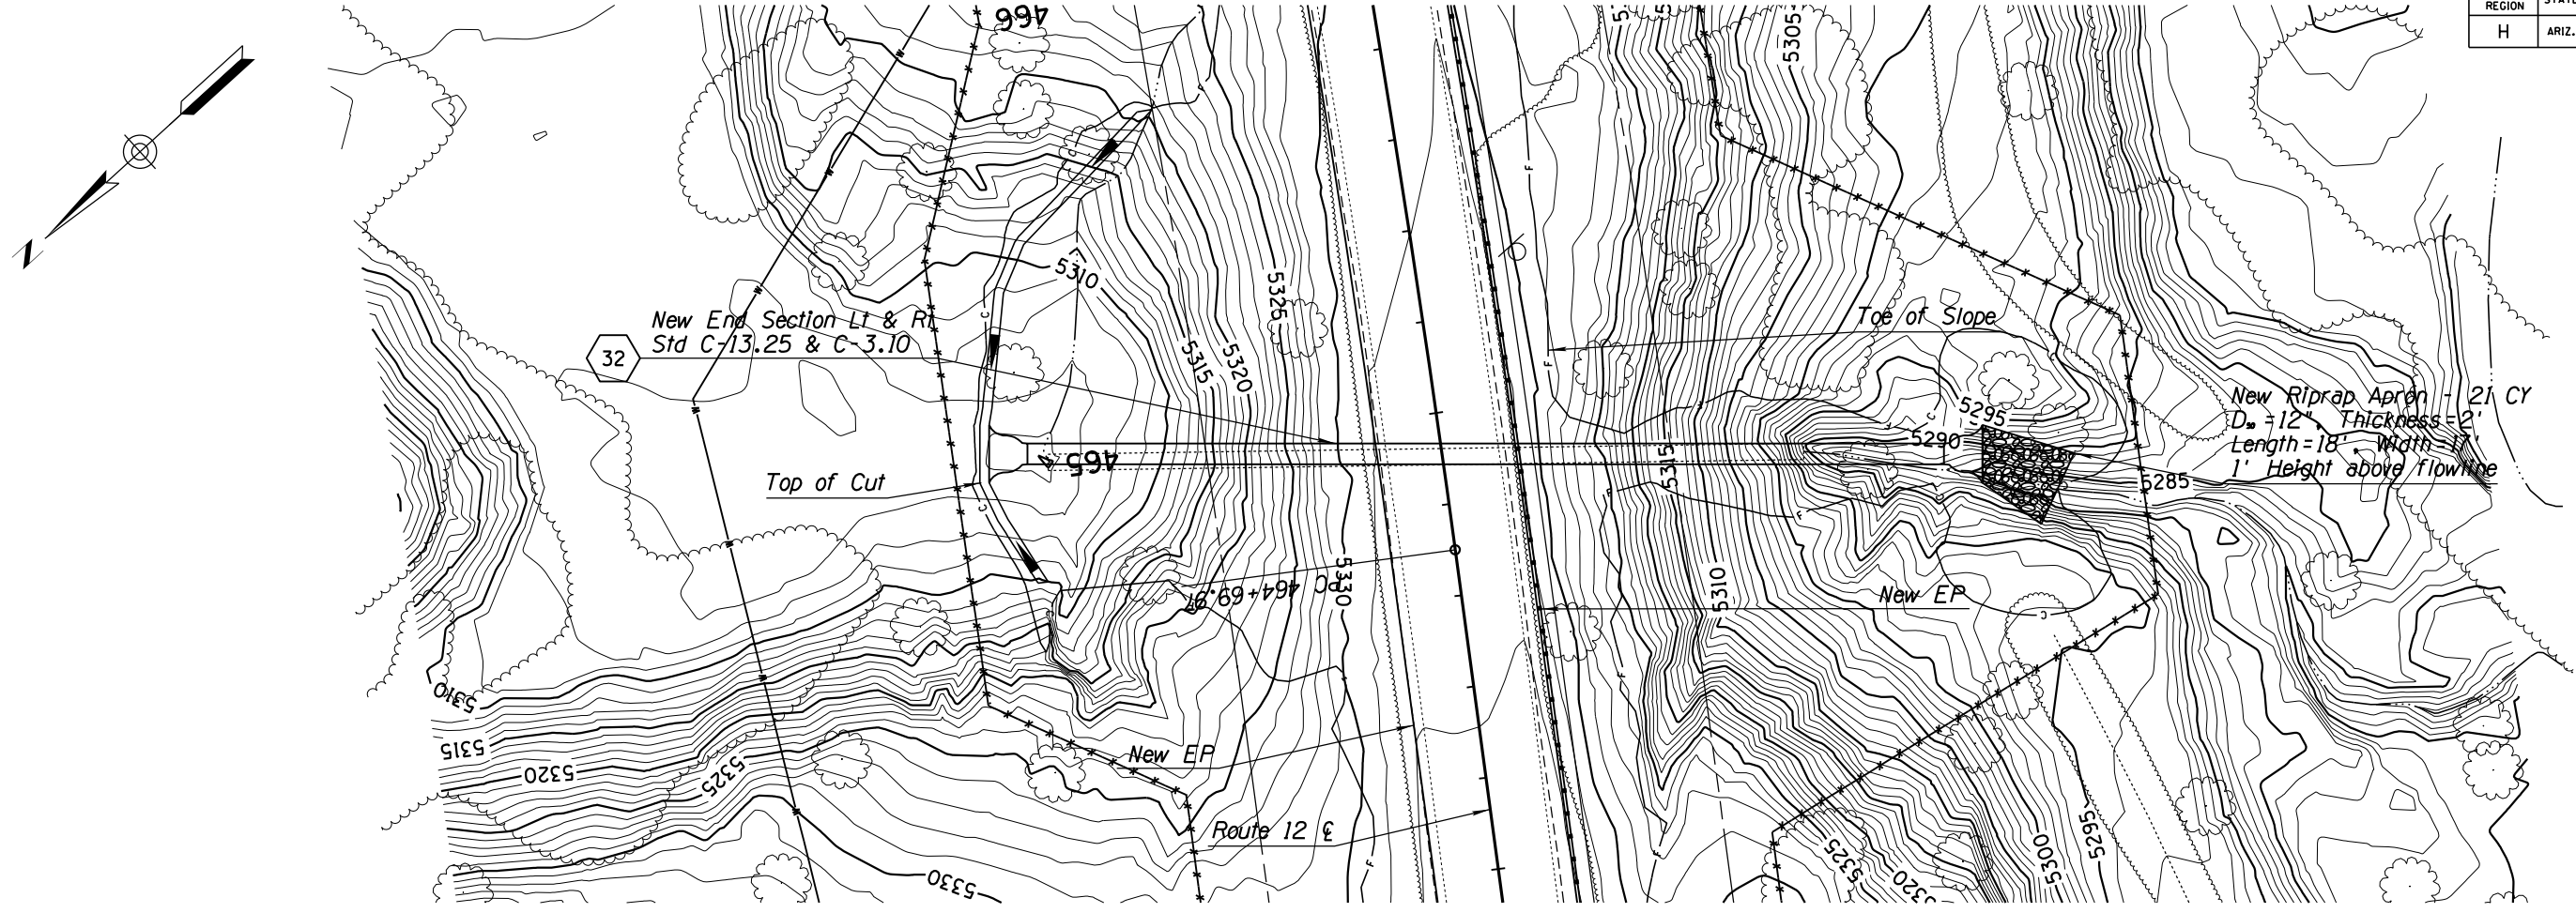 466
REGION
H
ARIZ.
5305
N
5310
5325
5315
5320
New End Section Lt & Rt
Std C-13.25 & C-3.10
32
Toe of Slope
New Riprap Apron - 21 CY
D50 =12", Thickness=2'
Length=18', Width=17'
1' Height above flowline
5295
5290
5285
465
5315
Top of Cut
PC 464+69.97
5330
5310
New EP
5310
5315
5320
5325
New EP
Route 12 ℄
5330
5325
5320
5300
5295
C
C
C
C
C
F
F
F
F
F
F
F
W
W
W
W
W
W
W